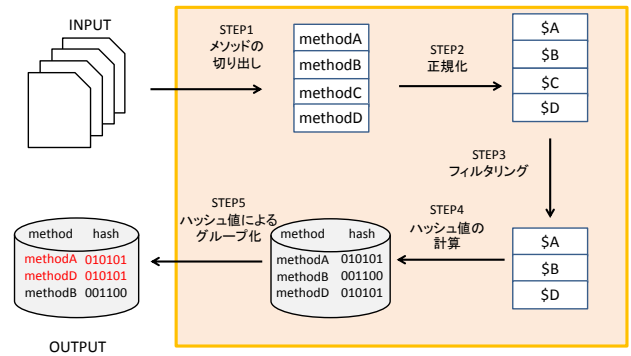 INPUT
STEP1
メソッドの
切り出し
methodA
methodB
methodC
methodD
STEP2
正規化
$A
$B
$C
$D
STEP3
フィルタリング
$A
$B
$D
STEP4
ハッシュ値の
計算
method hash
methodA 010101
methodB 001100
methodD 010101
STEP5
ハッシュ値による
グループ化
method hash
methodA 010101
methodD 010101
methodB 001100
OUTPUT